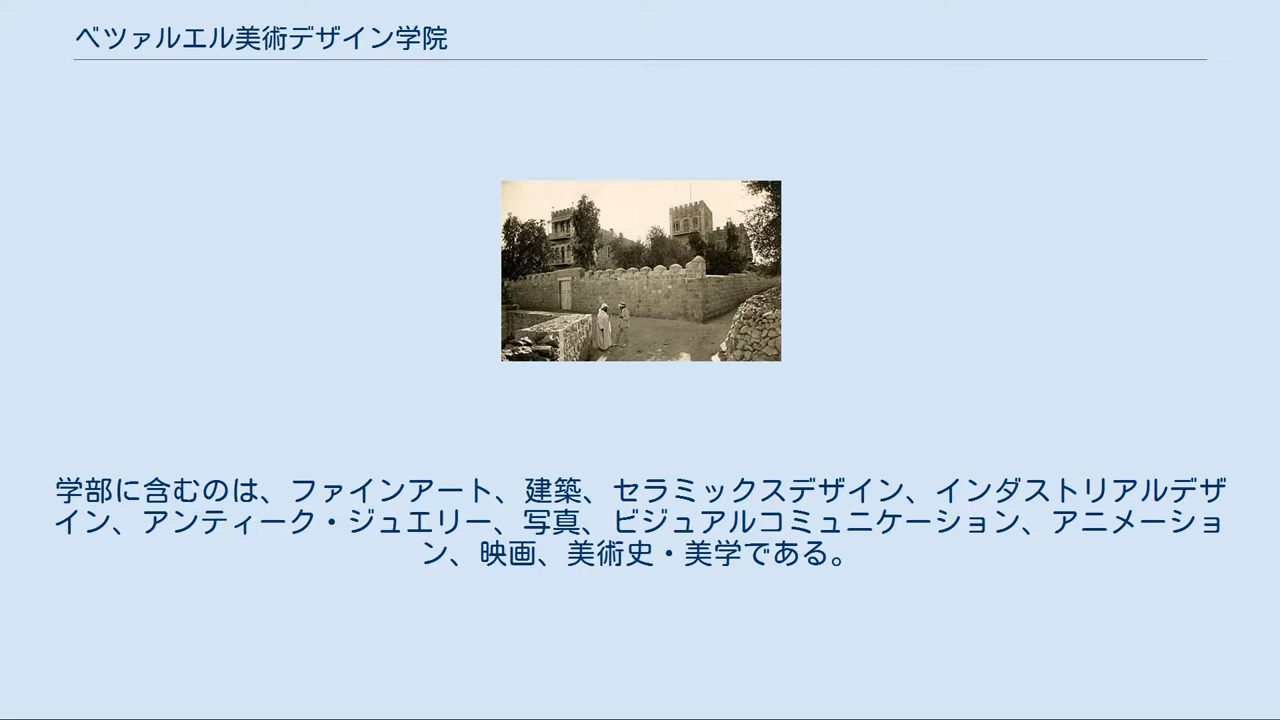 ベツァルエル美術デザイン学院
学部に含むのは、ファインアート、建築、セラミックスデザイン、インダストリアルデザ
イン、アンティーク・ジュエリー、写真、ビジュアルコミュニケーション、アニメーショ
ン、映画、美術史・美学である。